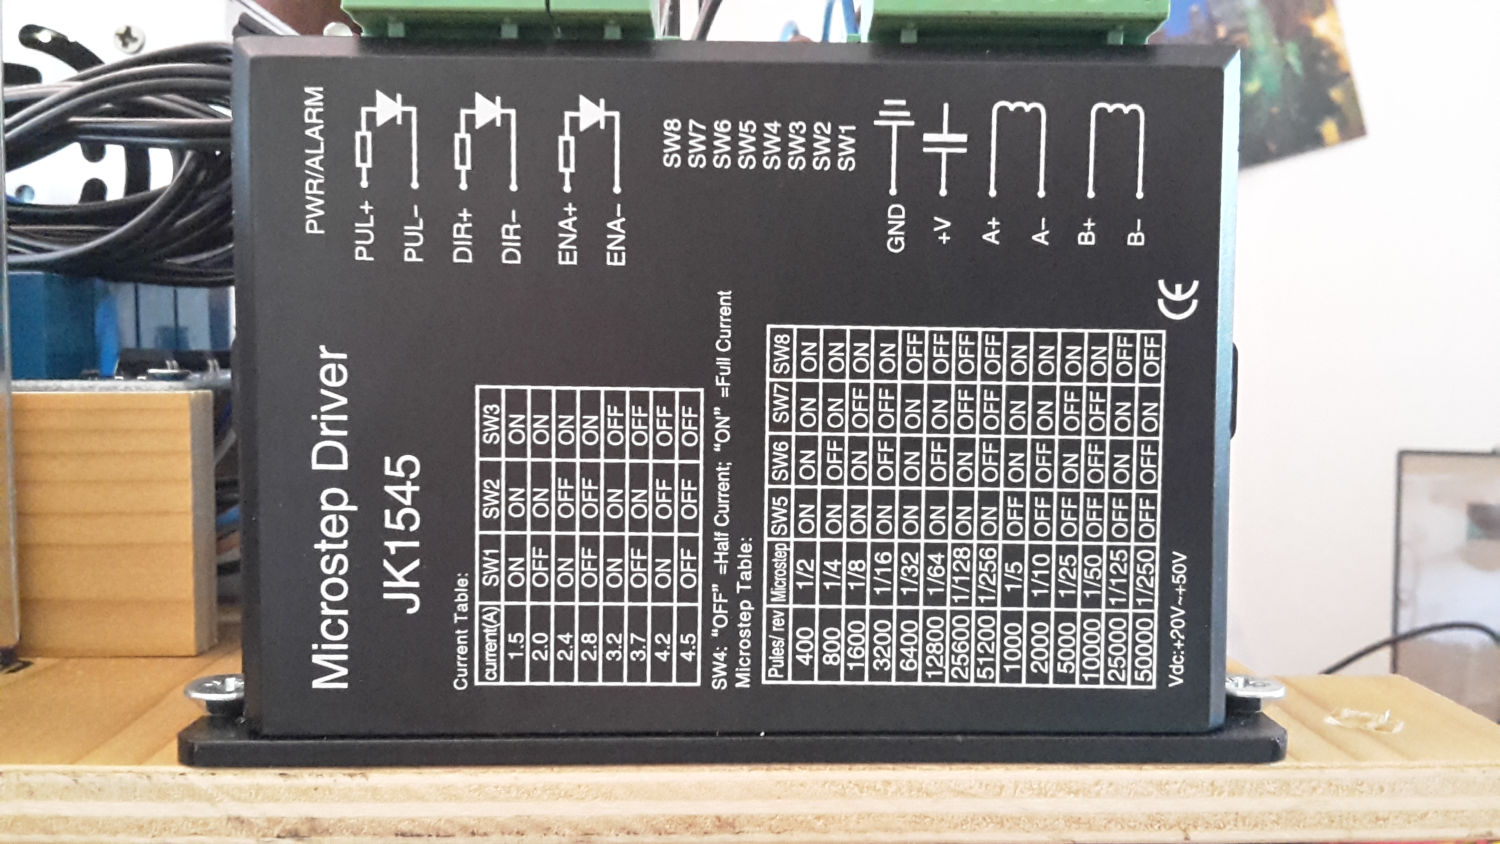 Microstep Driver
JK1545
Current Table:
current(A) SW1 SW2 SW3
1.5 ON ON ON
2.0 OFF ON ON
2.4 ON OFF ON
2.8 OFF OFF ON
3.2 ON ON OFF
3.7 OFF ON OFF
4.2 ON OFF OFF
4.5 OFF OFF OFF
SW4: “OFF” =Half Current; “ON” =Full Current
Microstep Table:
Pules/ rev Microstep SW5 SW6 SW7 SW8
400 1/2 ON ON ON ON
800 1/4 ON OFF ON ON
1600 1/8 ON ON OFF ON
3200 1/16 ON OFF OFF ON
6400 1/32 ON ON ON OFF
12800 1/64 ON OFF ON OFF
25600 1/128 ON ON OFF OFF
51200 1/256 ON OFF OFF OFF
1000 1/5 OFF ON ON ON
2000 1/10 OFF OFF ON ON
5000 1/25 OFF ON OFF ON
10000 1/50 OFF OFF OFF ON
25000 1/125 OFF ON ON OFF
50000 1/250 OFF OFF ON OFF
Vdc:+20V~+50V
CE
PWR/ALARM
PUL+
PUL−
DIR+
DIR−
ENA+
ENA−
SW8
SW7
SW6
SW5
SW4
SW3
SW2
SW1
GND
+V
A+
A−
B+
B−